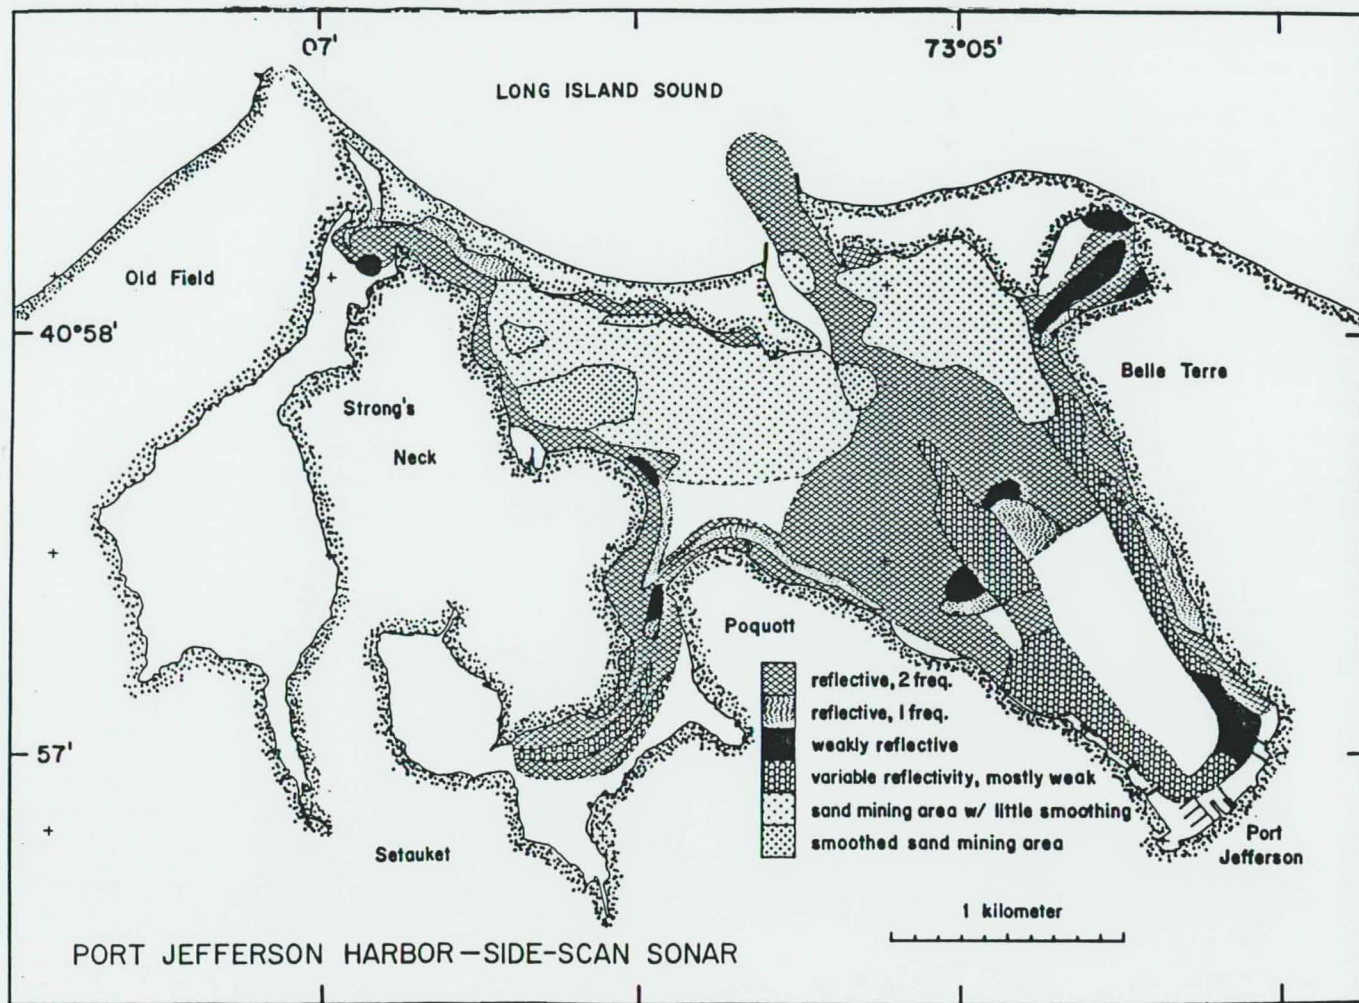 07'
73°05'
LONG ISLAND SOUND
Old Field
40°58'
Belle Terre
Strong's
Neck
Poquott
reflective, 2 freq.
reflective, 1 freq.
weakly reflective
57'
variable reflectivity, mostly weak
sand mining area w/ little smoothing
smoothed sand mining area
Setauket
Port
Jefferson
1 kilometer
PORT JEFFERSON HARBOR—SIDE-SCAN SONAR